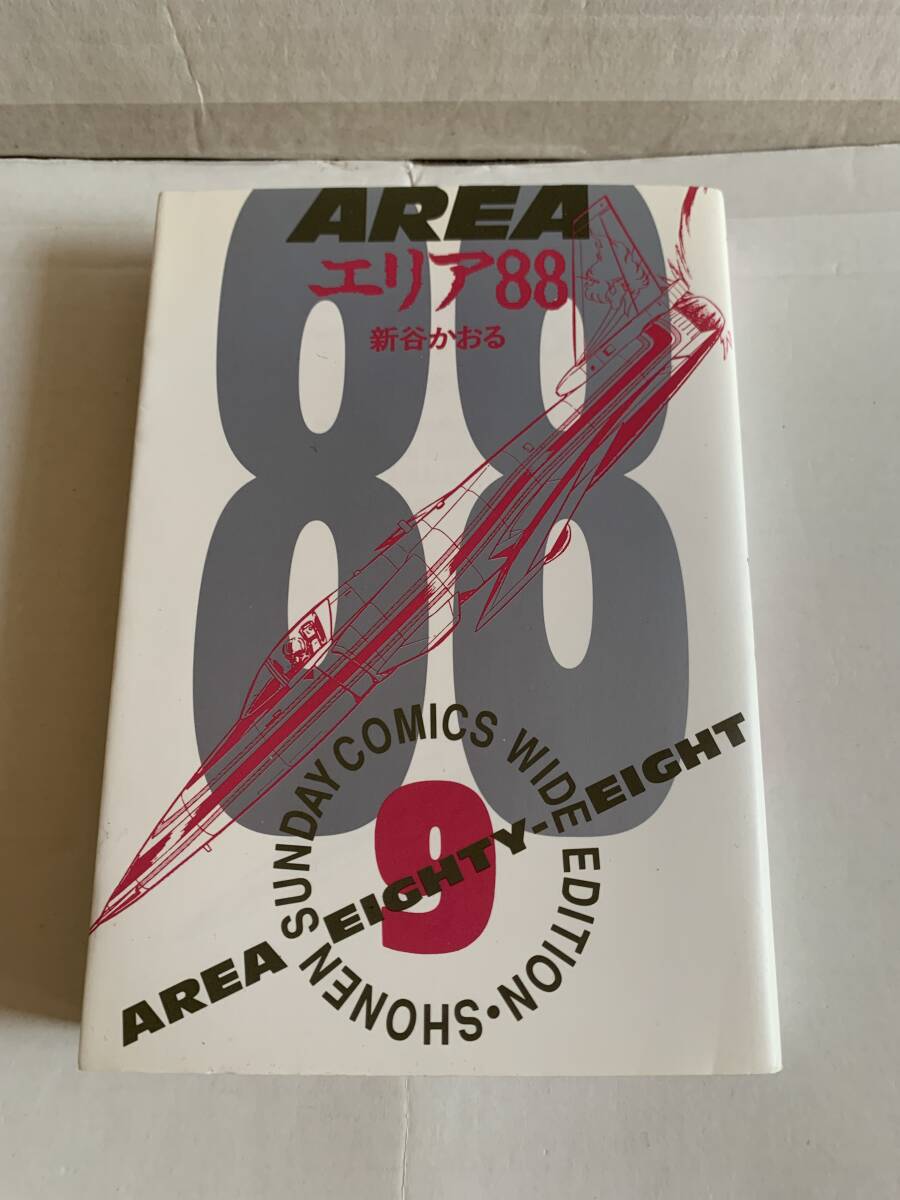 AREA
88
エリア88
新谷かおる
SHONEN SUNDAY COMICS WIDE EDITION・
9
AREA EIGHTY-EIGHT